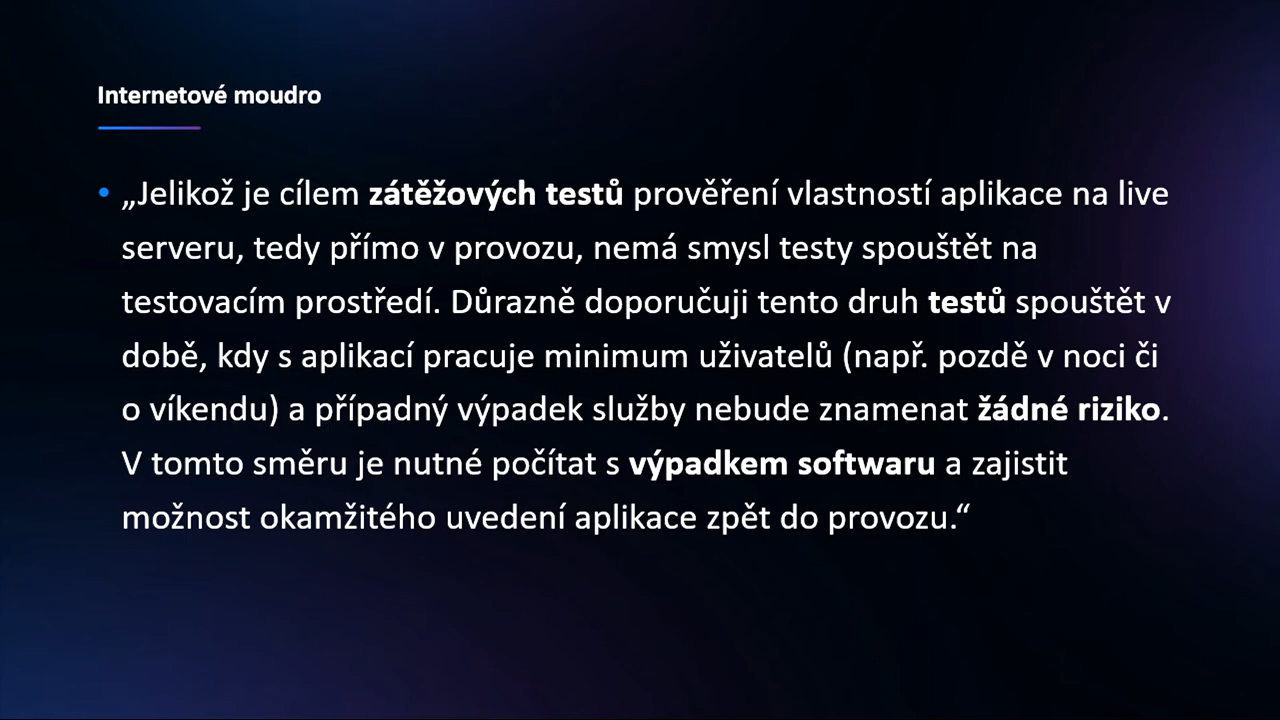 Internetové moudro
• „Jelikož je cílem zátěžových testů prověření vlastností aplikace na live
serveru, tedy přímo v provozu, nemá smysl testy spouštět na
testovacím prostředí. Důrazně doporučuji tento druh testů spouštět v
době, kdy s aplikací pracuje minimum uživatelů (např. pozdě v noci či
o víkendu) a případný výpadek služby nebude znamenat žádné riziko.
V tomto směru je nutné počítat s výpadkem softwaru a zajistit
možnost okamžitého uvedení aplikace zpět do provozu.“